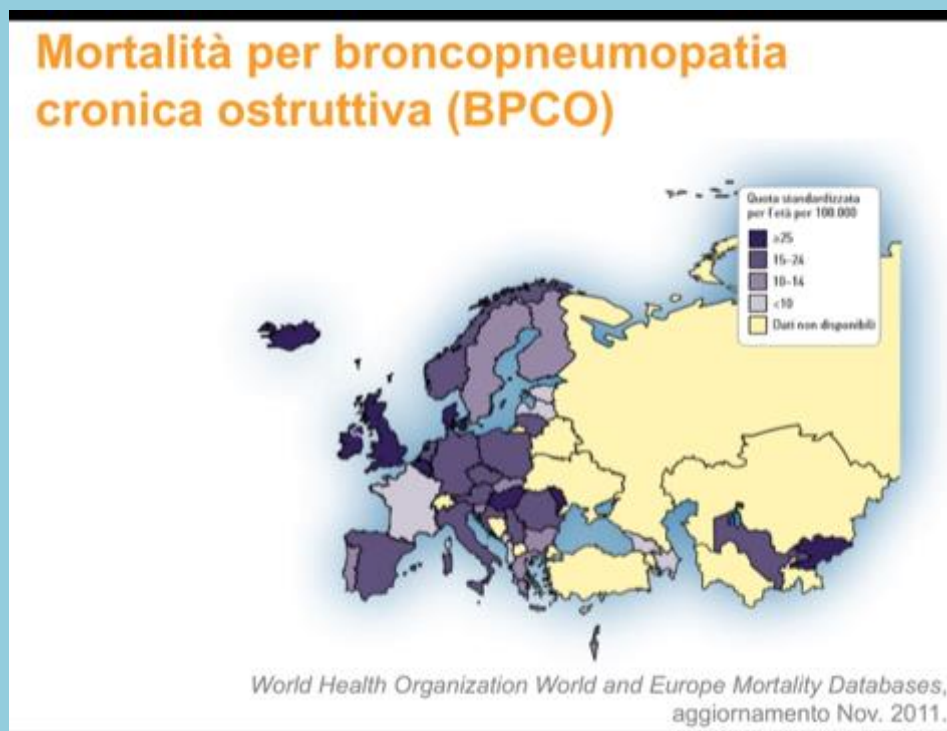 Mortalità per broncopneumopatia
cronica ostruttiva (BPCO)
Quota standardizzata
per l'età per 100.000
≥25
15–24
10–14
<10
Dati non disponibili
World Health Organization World and Europe Mortality Databases,
aggiornamento Nov. 2011.